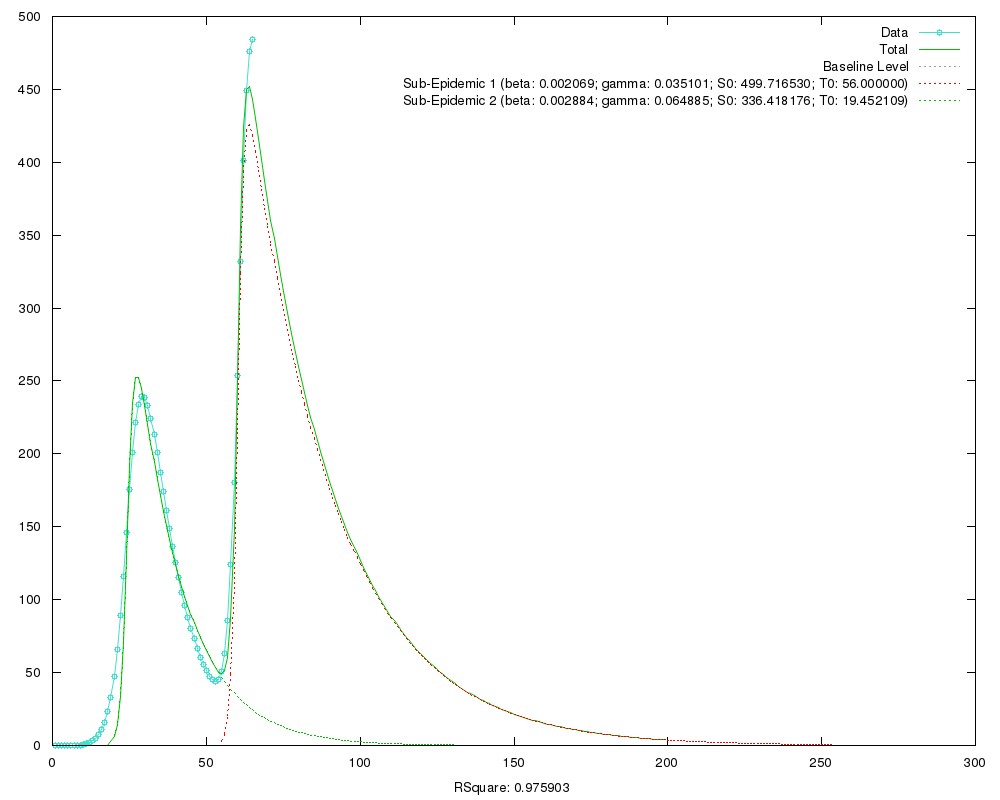 Data
Total
Baseline Level
Sub-Epidemic 1 (beta: 0.002069; gamma: 0.035101; S0: 499.716530; T0: 56.000000)
Sub-Epidemic 2 (beta: 0.002884; gamma: 0.064885; S0: 336.418176; T0: 19.452109)
500
450
400
350
300
250
200
150
100
50
0
0 50 100 150 200 250 300
RSquare: 0.975903